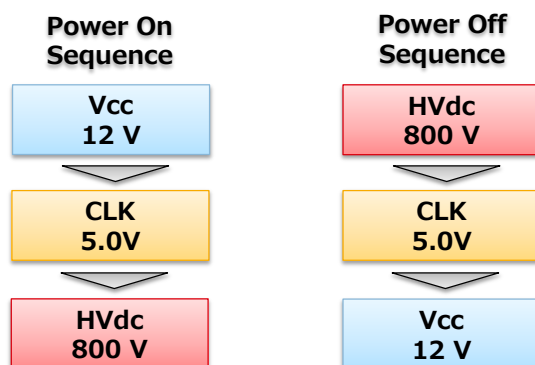 Power On
Sequence
Vcc
12 V
CLK
5.0V
HVdc
800 V
Power Off
Sequence
HVdc
800 V
CLK
5.0V
Vcc
12 V